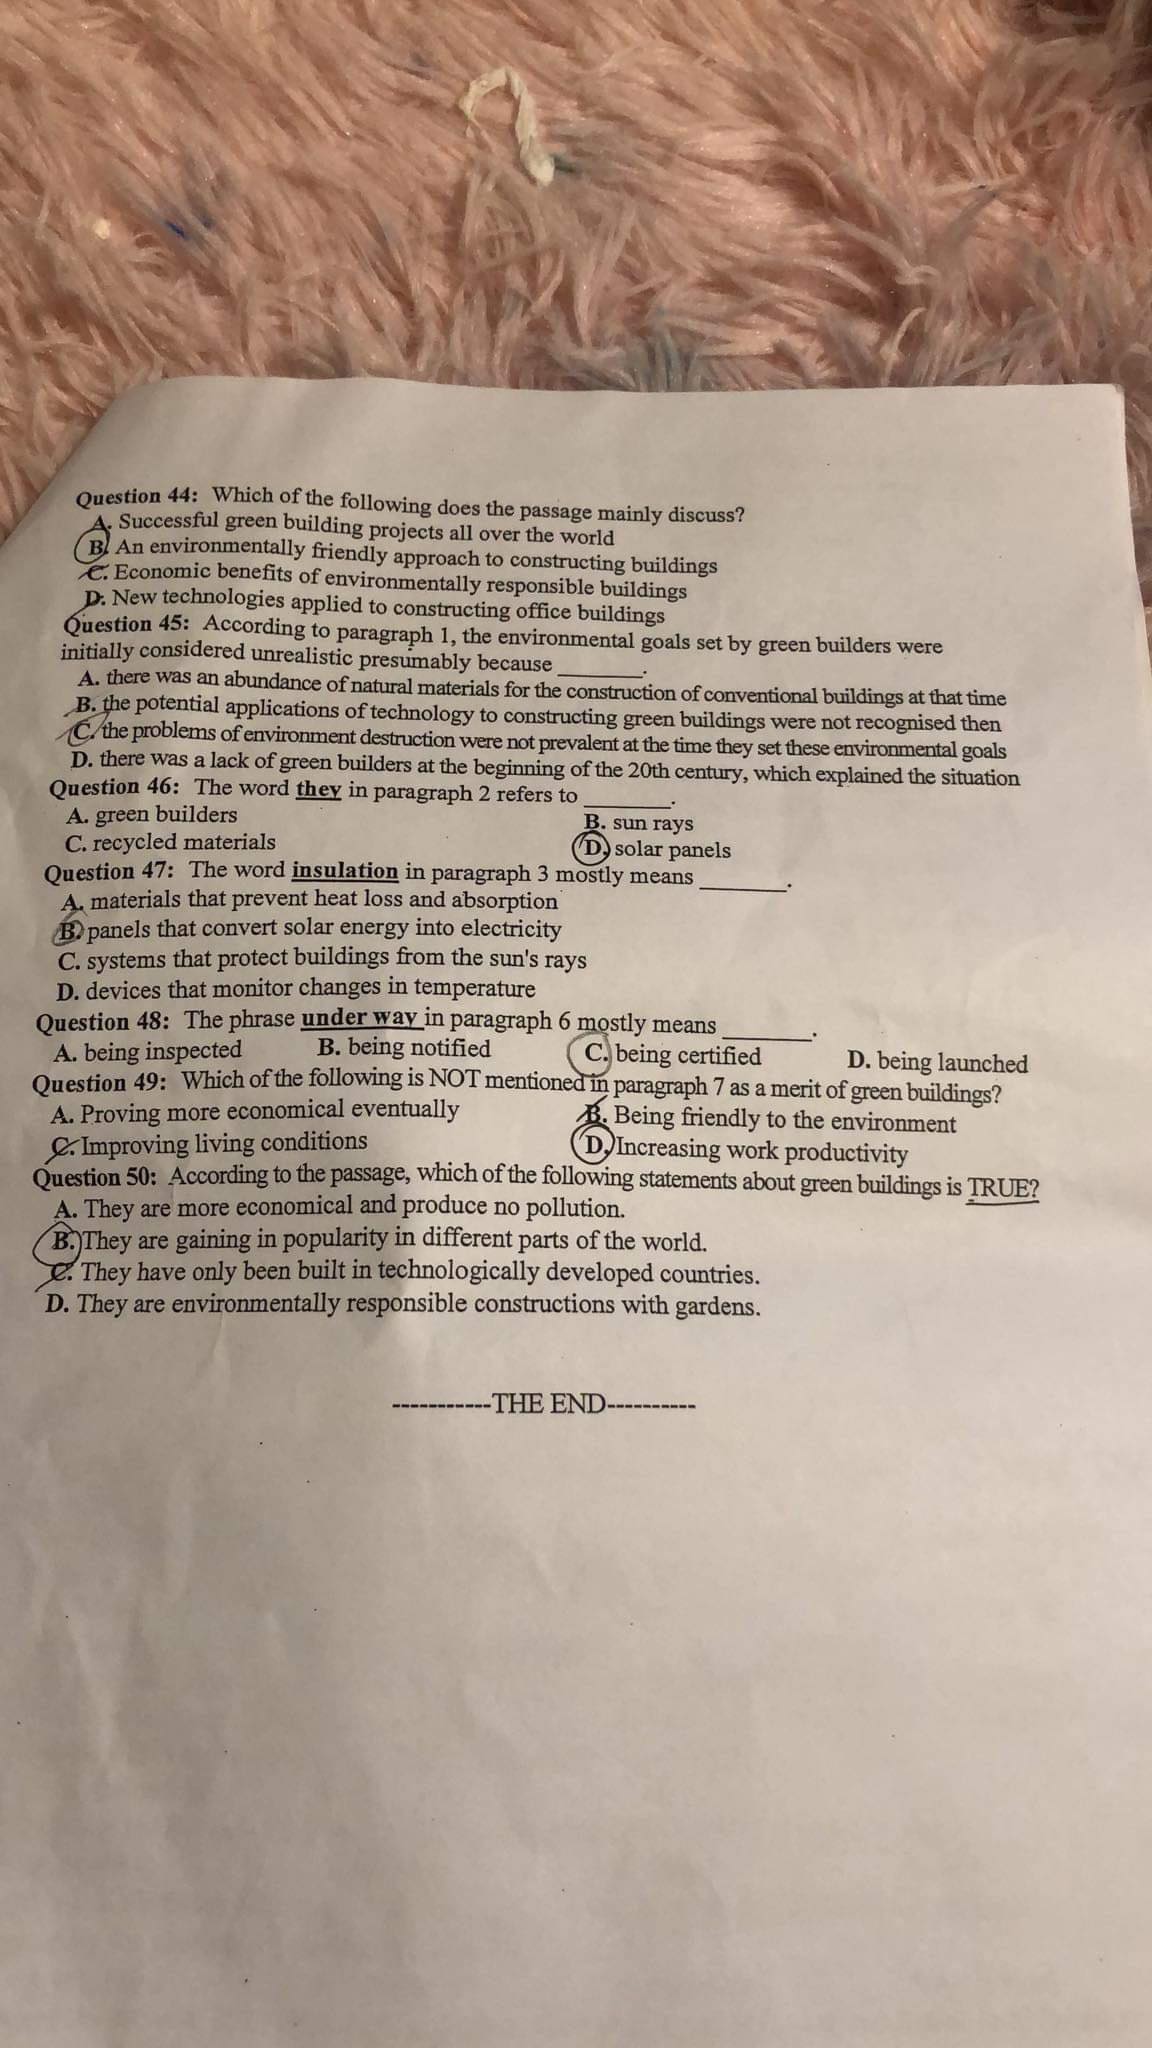 Question 44: Which of the following does the passage mainly discuss?
A. Successful green building projects all over the world
B. An environmentally friendly approach to constructing buildings
C. Economic benefits of environmentally responsible buildings
D. New technologies applied to constructing office buildings
Question 45: According to paragraph 1, the environmental goals set by green builders were
initially considered unrealistic presumably because ________.
A. there was an abundance of natural materials for the construction of conventional buildings at that time
B. the potential applications of technology to constructing green buildings were not recognised then
C. the problems of environment destruction were not prevalent at the time they set these environmental goals
D. there was a lack of green builders at the beginning of the 20th century, which explained the situation
Question 46: The word they in paragraph 2 refers to ________.
A. green builders B. sun rays
C. recycled materials D. solar panels
Question 47: The word insulation in paragraph 3 mostly means ________.
A. materials that prevent heat loss and absorption
B. panels that convert solar energy into electricity
C. systems that protect buildings from the sun's rays
D. devices that monitor changes in temperature
Question 48: The phrase under way in paragraph 6 mostly means ________.
A. being inspected B. being notified C. being certified D. being launched
Question 49: Which of the following is NOT mentioned in paragraph 7 as a merit of green buildings?
A. Proving more economical eventually B. Being friendly to the environment
C. Improving living conditions D. Increasing work productivity
Question 50: According to the passage, which of the following statements about green buildings is TRUE?
A. They are more economical and produce no pollution.
B. They are gaining in popularity in different parts of the world.
C. They have only been built in technologically developed countries.
D. They are environmentally responsible constructions with gardens.
-----------THE END----------